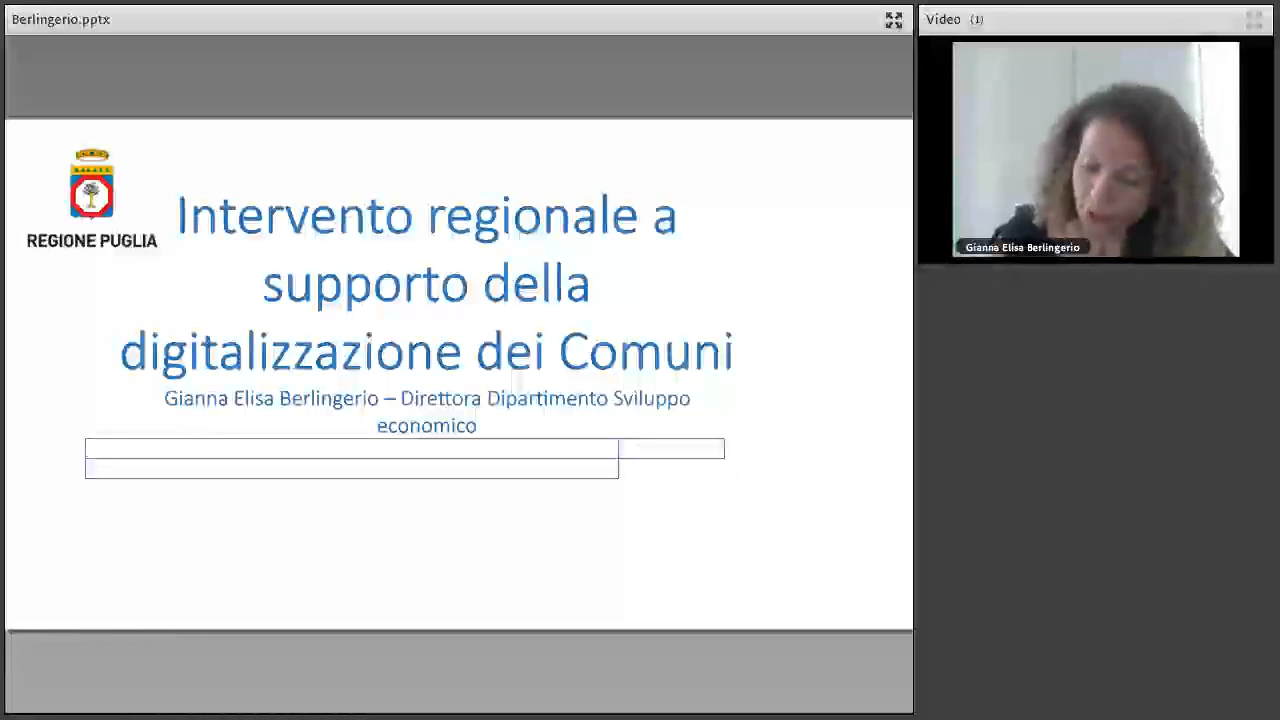 Berlingerio.pptx
Video (1)
REGIONE PUGLIA
Intervento regionale a
supporto della
digitalizzazione dei Comuni
Gianna Elisa Berlingerio – Direttora Dipartimento Sviluppo
economico
Gianna Elisa Berlingerio